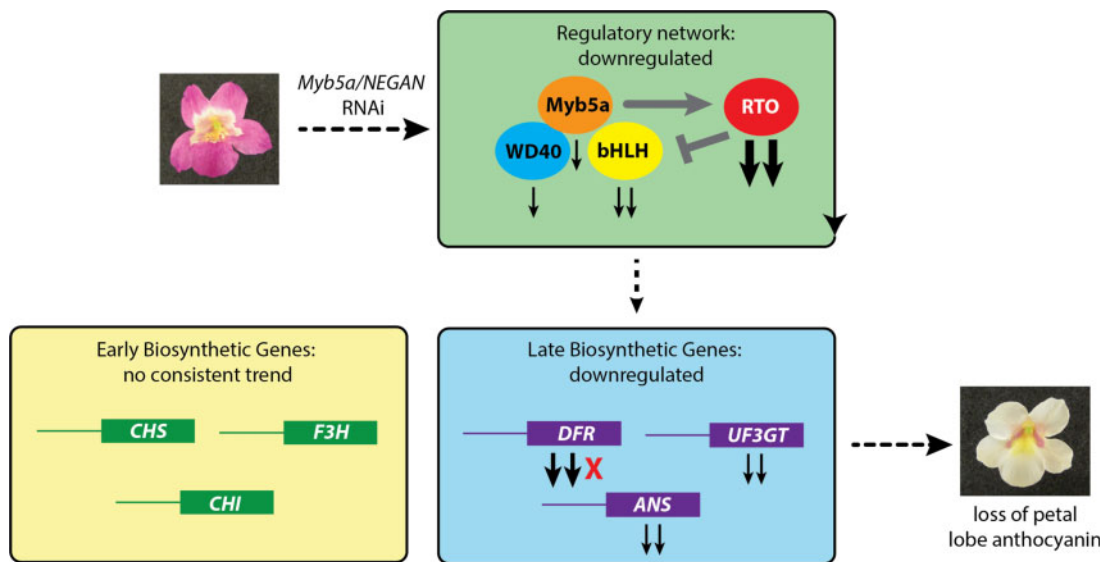 Regulatory network:
downregulated
Myb5a/NEGAN
RNAi
Myb5a
RTO
WD40
bHLH
Early Biosynthetic Genes:
no consistent trend
CHS
F3H
CHI
Late Biosynthetic Genes:
downregulated
DFR
UF3GT
X
ANS
loss of petal
lobe anthocyanin